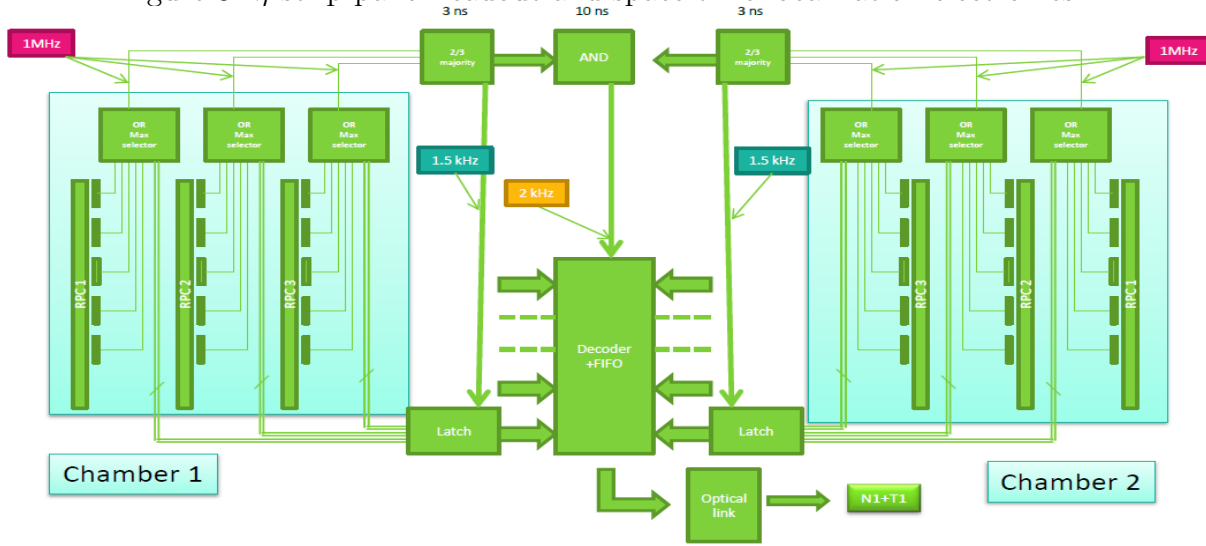 3 ns
10 ns
3 ns
1MHz
2/3
majority
AND
2/3
majority
1MHz
OR
Max
selector
OR
Max
selector
OR
Max
selector
OR
Max
selector
OR
Max
selector
OR
Max
selector
1.5 kHz
1.5 kHz
2 kHz
RPC 1
RPC 2
RPC 3
RPC 3
RPC 2
RPC 1
Decoder
+FIFO
Latch
Latch
Chamber 1
Chamber 2
Optical
link
N1+T1